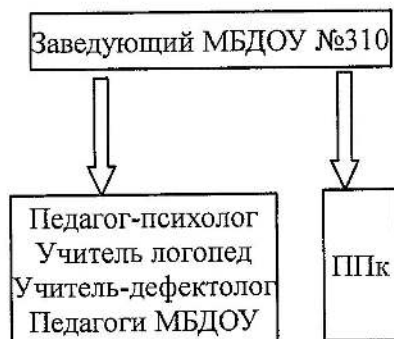 Заведующий МБДОУ №310
Педагог-психолог
Учитель логопед
Учитель-дефектолог
Педагоги МБДОУ
ППк